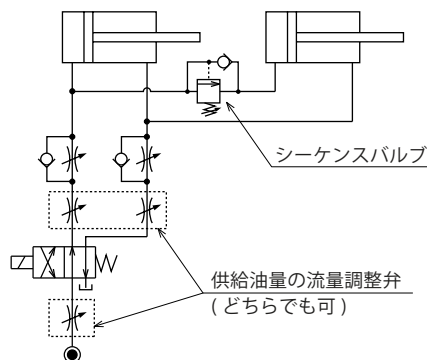 シーケンスバルブ
供給油量の流量調整弁
(どちらでも可)